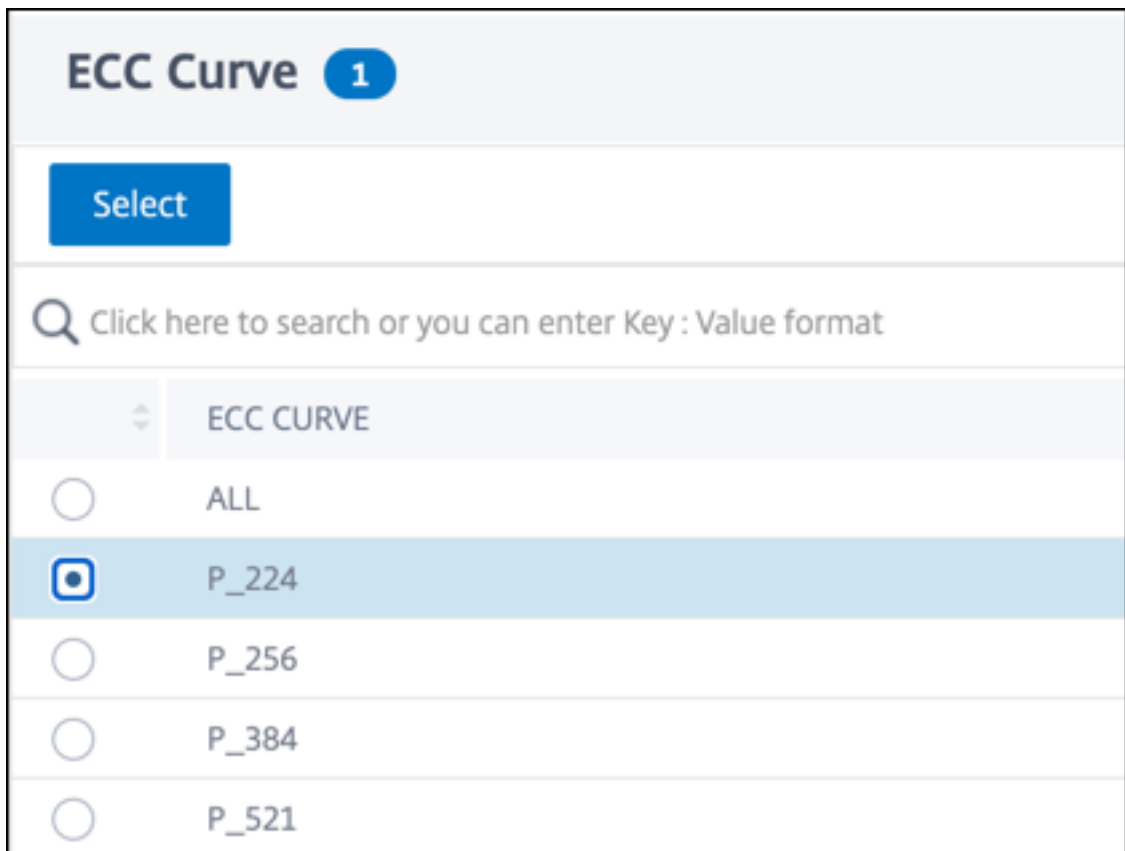 ECC Curve 1
Select
Click here to search or you can enter Key : Value format
ECC CURVE
ALL
P_224
P_256
P_384
P_521